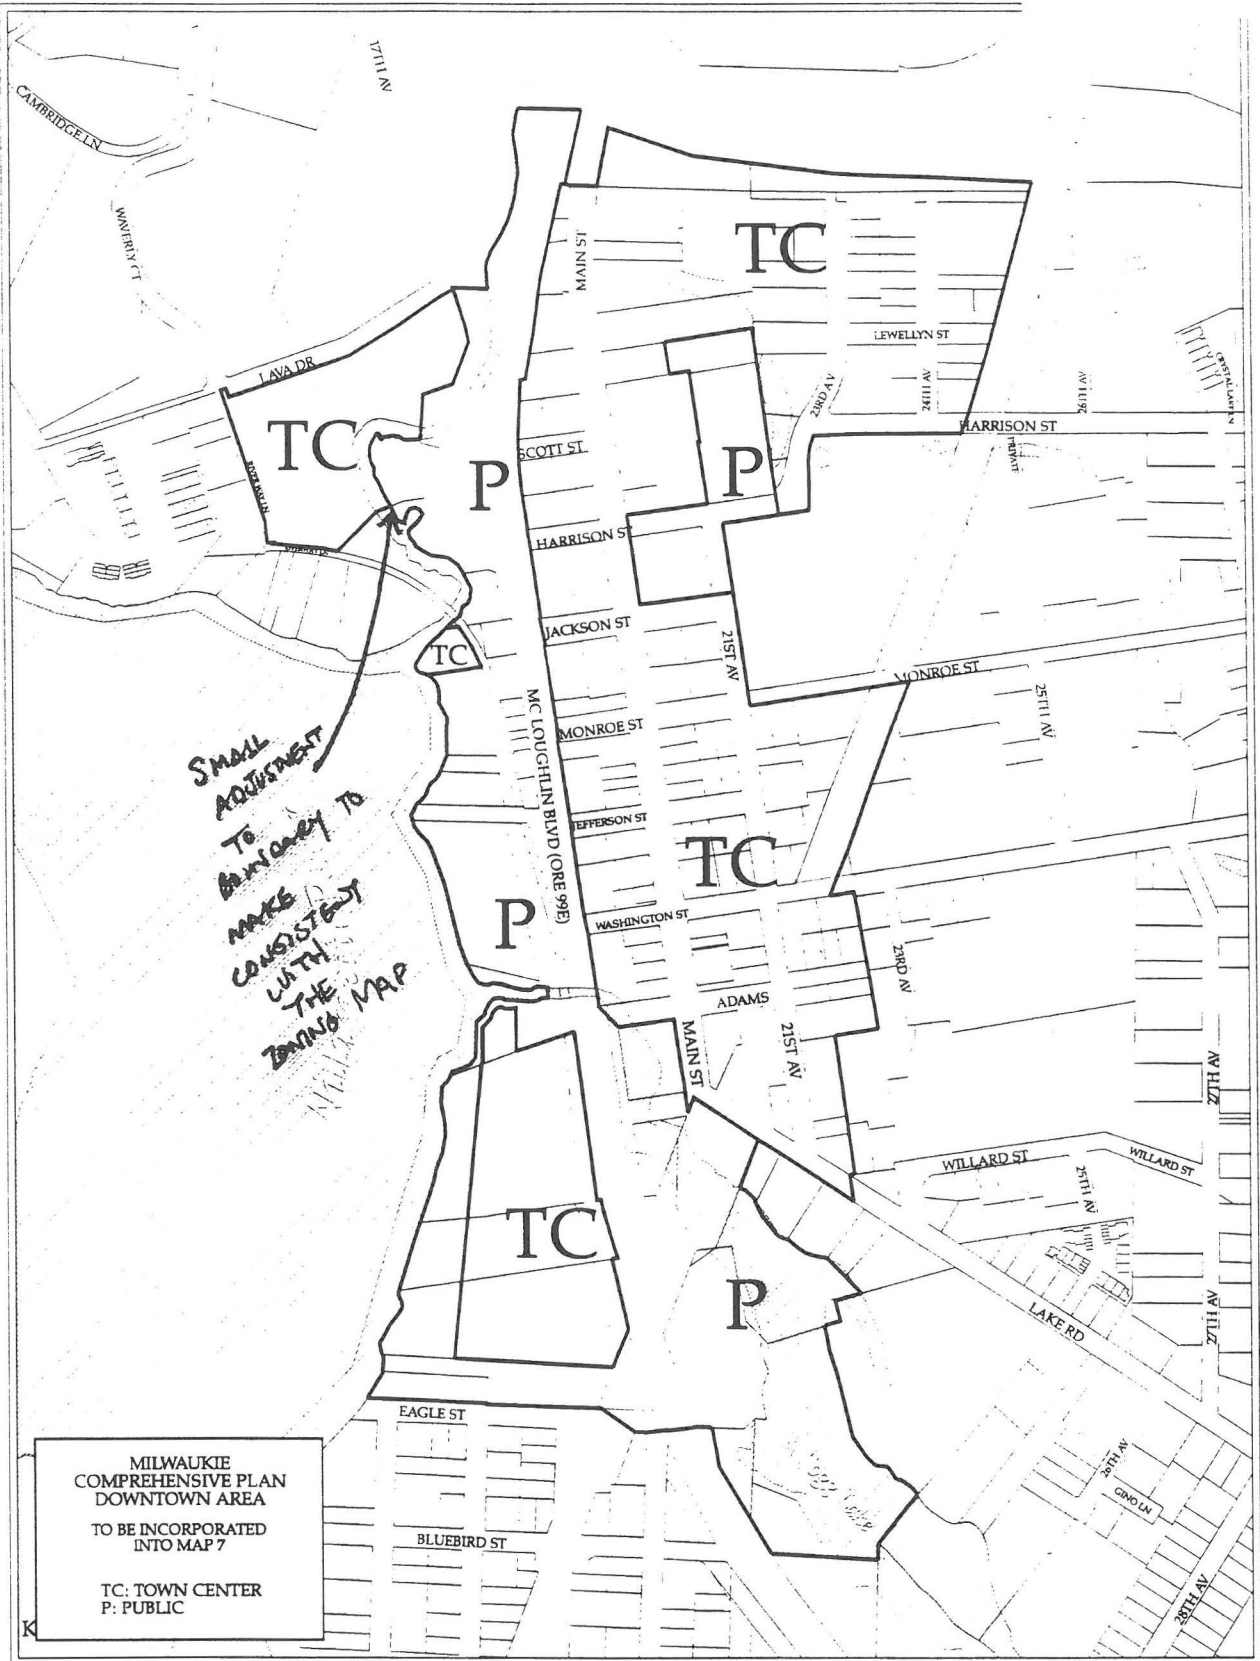 17TH AV
CAMBRIDGE LN
WAVERLY CT
MAIN ST
TC
LEWELLYN ST
LAVA DR
23RD AV
24TH AV
26TH AV
HARRISON ST
TC
P
SCOTT ST
P
HARRISON ST
JACKSON ST
21ST AV
TC
MONROE ST
25TH AV
MC LOUGHLIN BLVD (ORE 99E)
MONROE ST
SMALL
ADJUSTMENT
TO
BOUNDARY TO
MAKE
CONSISTENT
WITH
THE
ZONING MAP
JEFFERSON ST
TC
P
WASHINGTON ST
23RD AV
ADAMS
MAIN ST
21ST AV
27TH AV
WILLARD ST
WILLARD ST
25TH AV
TC
P
LAKE RD
27TH AV
EAGLE ST
26TH AV
GINO LN
BLUEBIRD ST
28TH AV
MILWAUKIE
COMPREHENSIVE PLAN
DOWNTOWN AREA
TO BE INCORPORATED
INTO MAP 7
TC: TOWN CENTER
P: PUBLIC
K